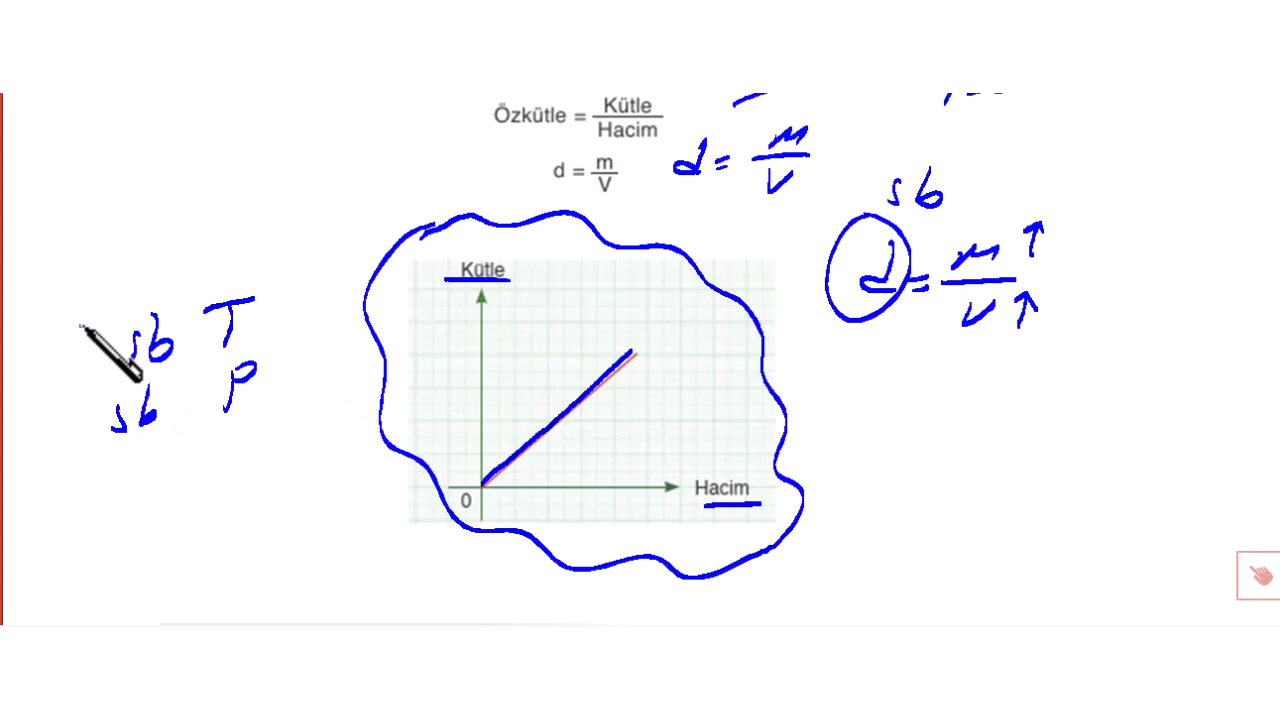 Özkütle = Kütle / Hacim
d = m / V
d = m / V
sb
d = m ↑ / V ↑
Kütle
sb T
sb P
0
Hacim